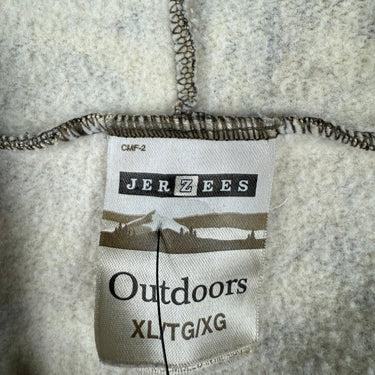 CMF-2
JERZEES
Outdoors
XL/TG/XG